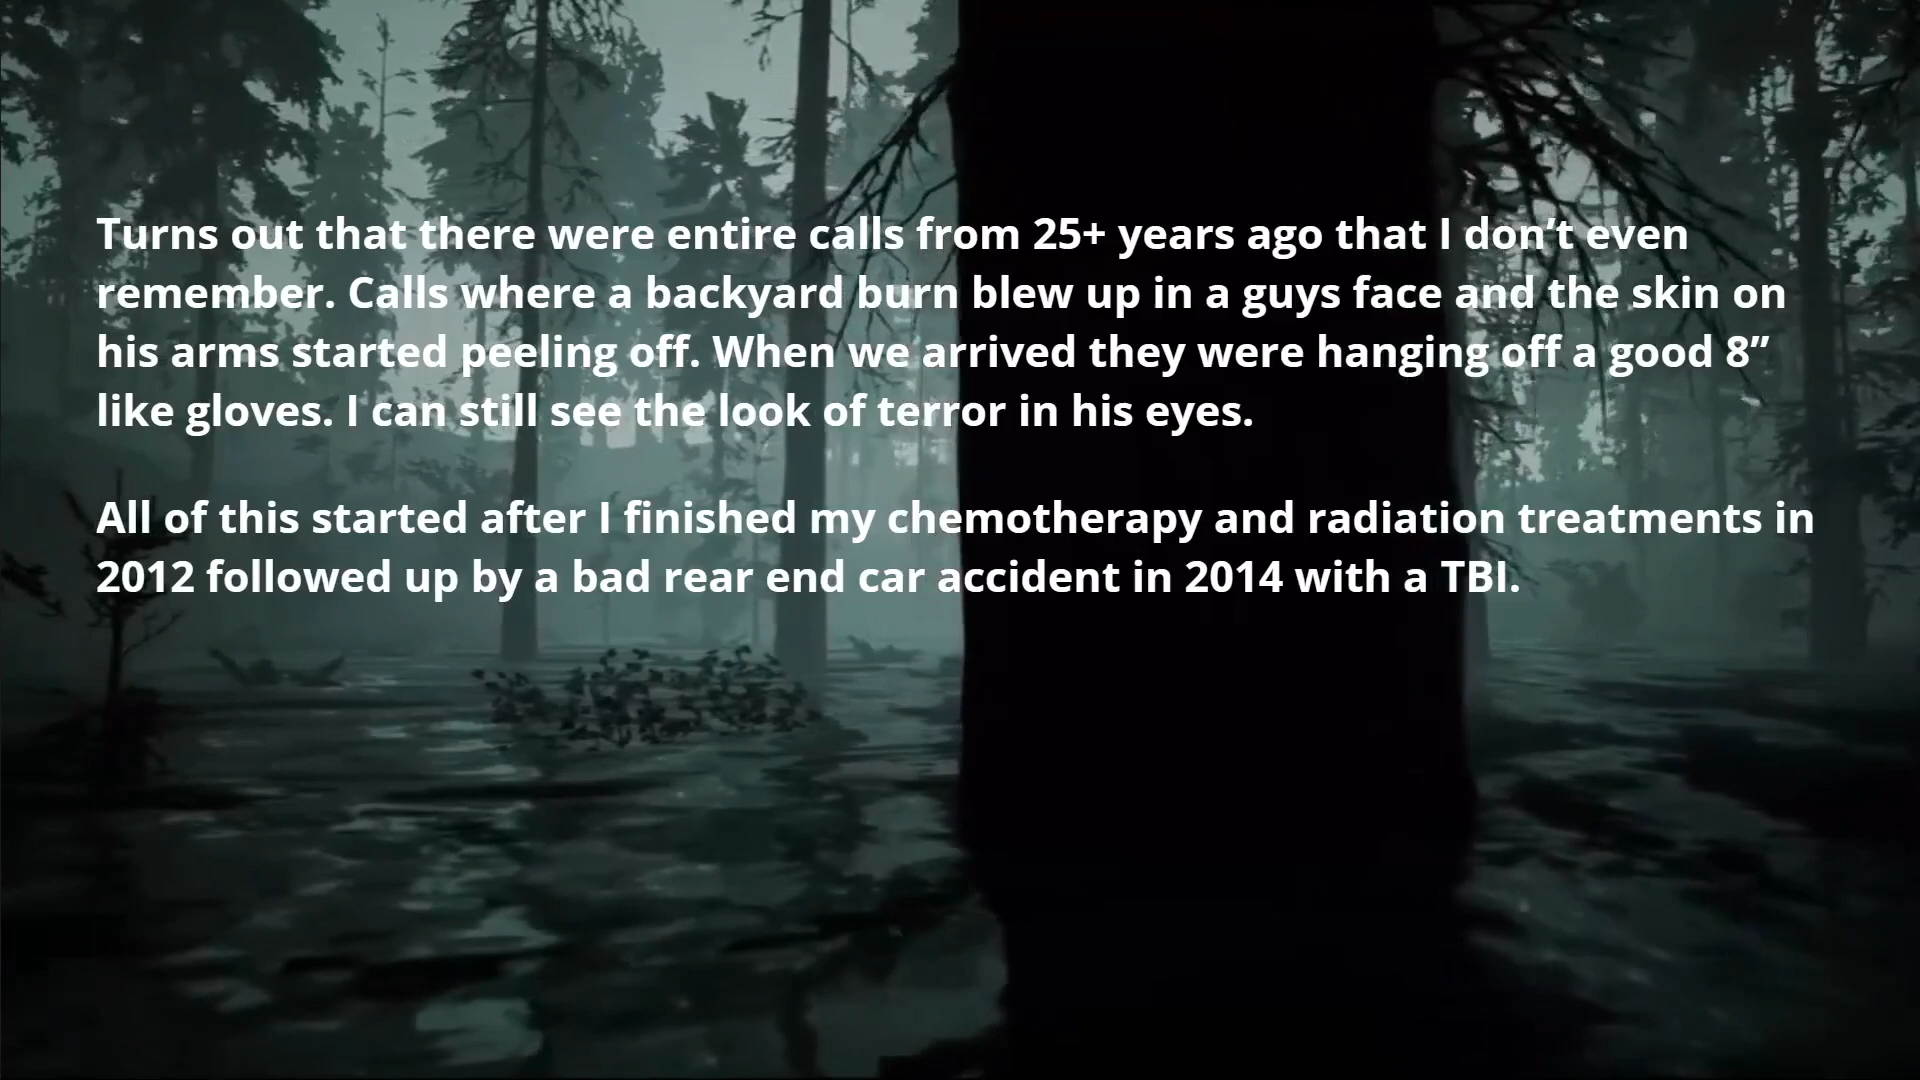 Turns out that there were entire calls from 25+ years ago that I don’t even
remember. Calls where a backyard burn blew up in a guys face and the skin on
his arms started peeling off. When we arrived they were hanging off a good 8”
like gloves. I can still see the look of terror in his eyes.
All of this started after I finished my chemotherapy and radiation treatments in
2012 followed up by a bad rear end car accident in 2014 with a TBI.